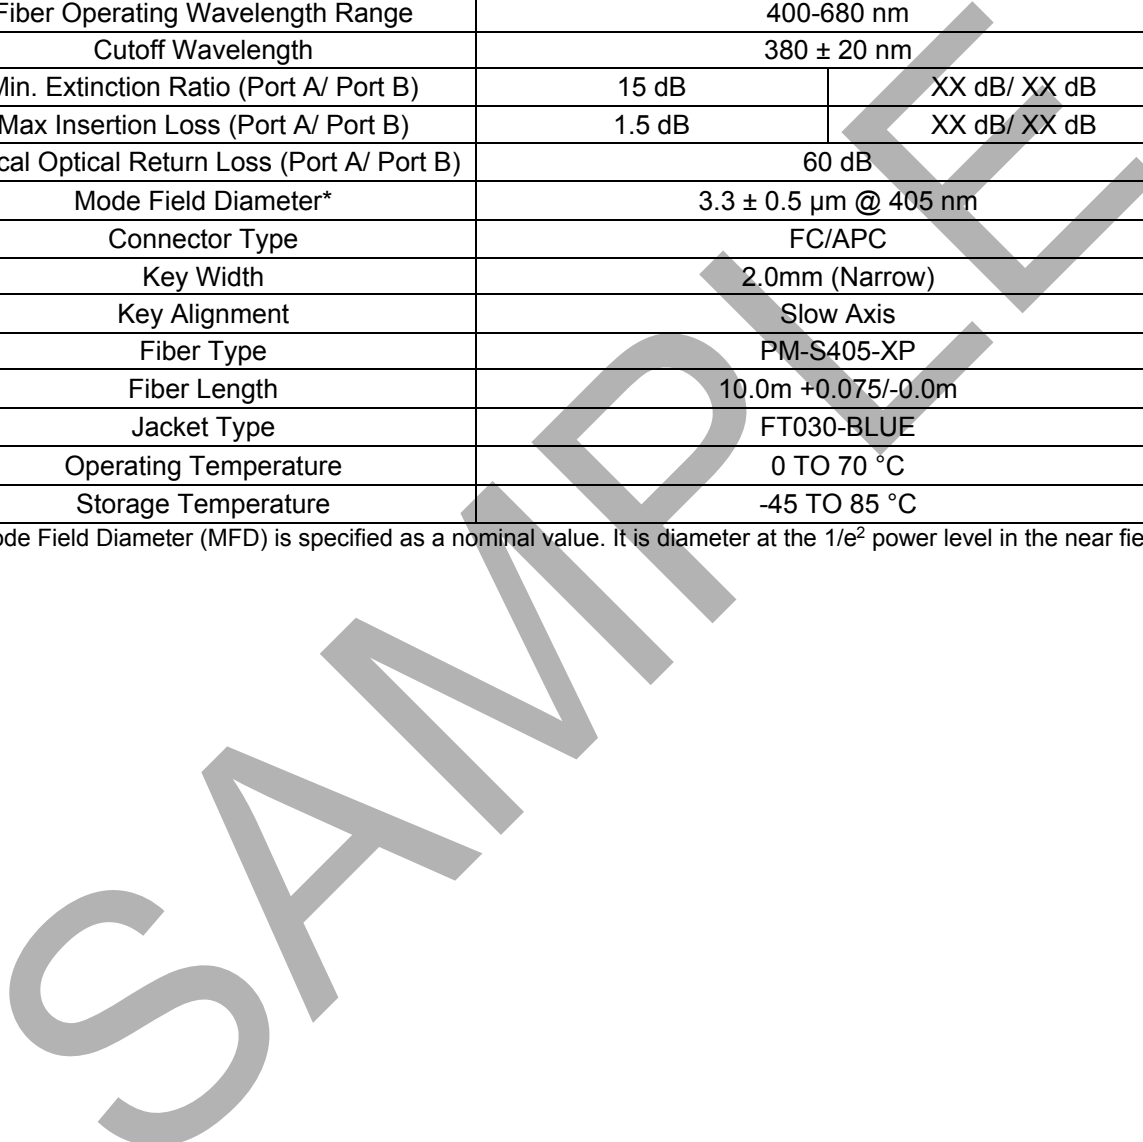 Fiber Operating Wavelength Range 400-680 nm
Cutoff Wavelength 380 ± 20 nm
Min. Extinction Ratio (Port A/ Port B) 15 dB XX dB/ XX dB
Max Insertion Loss (Port A/ Port B) 1.5 dB XX dB/ XX dB
cal Optical Return Loss (Port A/ Port B) 60 dB
Mode Field Diameter* 3.3 ± 0.5 µm @ 405 nm
Connector Type FC/APC
Key Width 2.0mm (Narrow)
Key Alignment Slow Axis
Fiber Type PM-S405-XP
Fiber Length 10.0m +0.075/-0.0m
Jacket Type FT030-BLUE
Operating Temperature 0 TO 70 °C
Storage Temperature -45 TO 85 °C
ode Field Diameter (MFD) is specified as a nominal value. It is diameter at the 1/e² power level in the near fie
SAMPLE